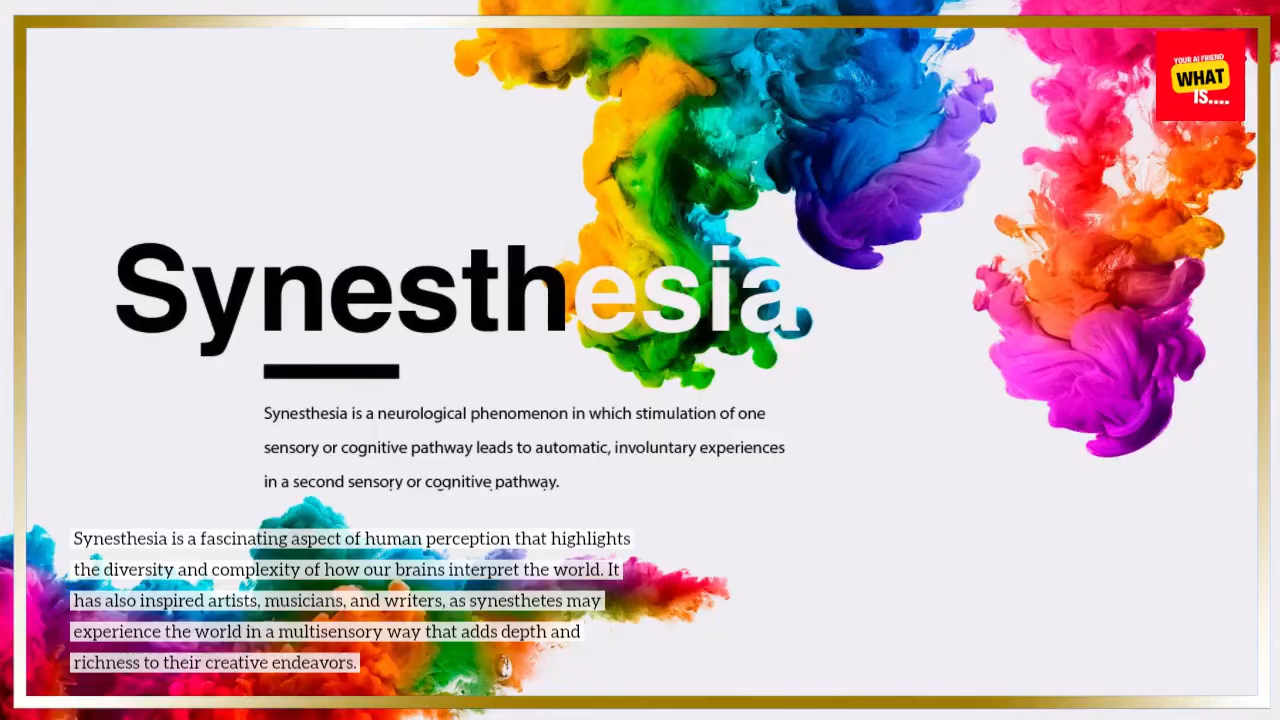 YOUR AI FRIEND
WHAT
IS....
Synesthesia
Synesthesia is a neurological phenomenon in which stimulation of one
sensory or cognitive pathway leads to automatic, involuntary experiences
in a second sensory or cognitive pathway.
Synesthesia is a fascinating aspect of human perception that highlights
the diversity and complexity of how our brains interpret the world. It
has also inspired artists, musicians, and writers, as synesthetes may
experience the world in a multisensory way that adds depth and
richness to their creative endeavors.